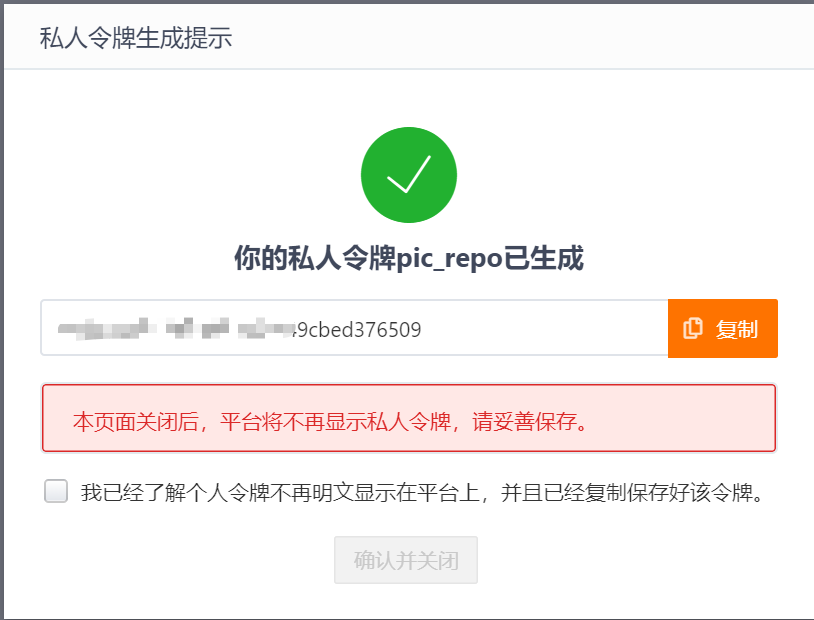 私人令牌生成提示
你的私人令牌pic_repo已生成
9cbed376509
复制
本页面关闭后，平台将不再显示私人令牌，请妥善保存。
我已经了解个人令牌不再明文显示在平台上，并且已经复制保存好该令牌。
确认并关闭